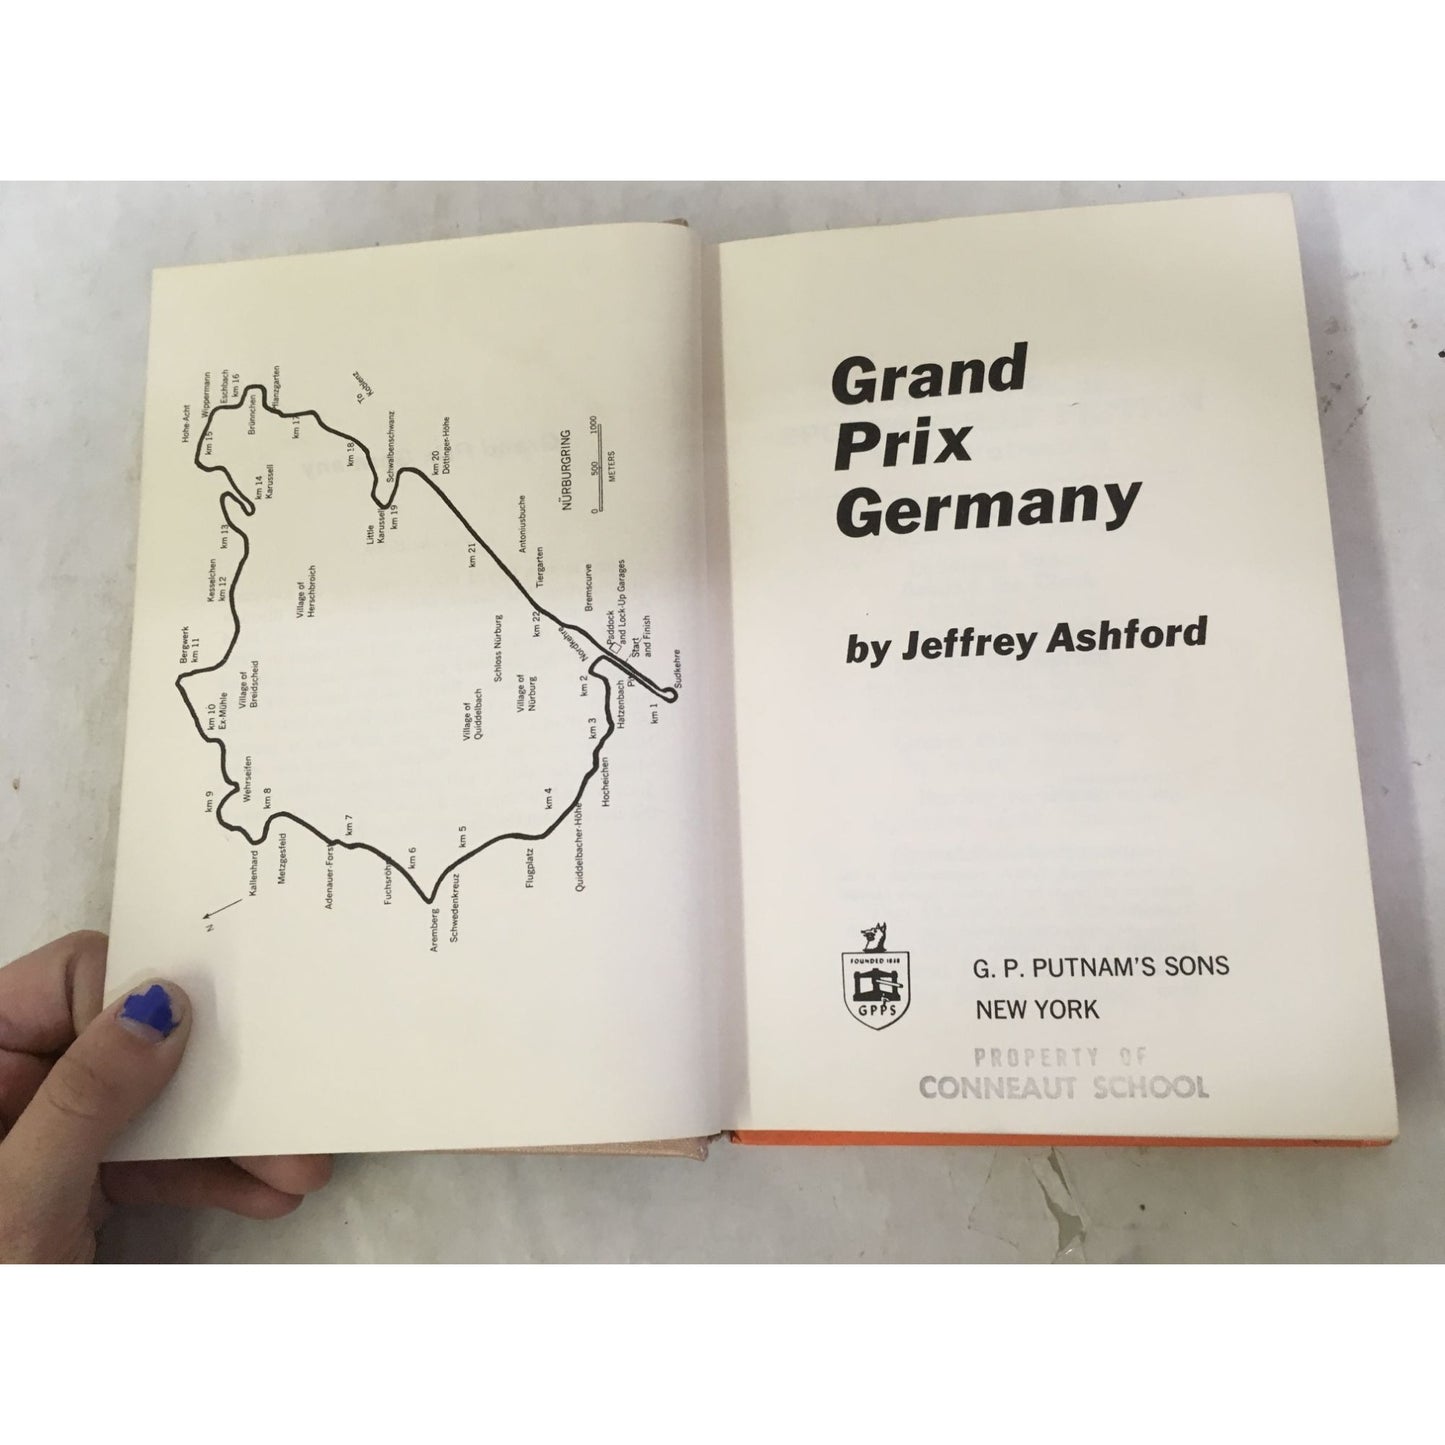 Hohe-Acht
Wippermann
Eschbach
km 16
km 15
Brünnchen
Pflanzgarten
km 17
To Koblenz
km 18
Schwalbenschwanz
km 14
Karussell
km 13
Little
Karussell
km 19
km 20
Döttinger-Höhe
NÜRBURGRING
0 500 1000
METERS
Kesselchen
km 12
Village of
Herschbroich
km 21
Antoniusbuche
Tiergarten
Bremscurve
km 22
Nordkehre
Paddock
and Lock-Up Garages
Start
and Finish
Sudkehre
Bergwerk
km 11
Village of
Breidscheid
km 10
Ex-Mühle
Schloss Nürburg
Village of
Nürburg
Village of
Quiddelbach
km 2
Hatzenbach
km 1
km 3
Hocheichen
km 9
Wehrseifen
km 8
km 4
Quiddelbacher-Höhe
Kallenhard
Metzgesfeld
Adenauer-Forst
km 7
Fuchsröhre
km 6
km 5
Flugplatz
Schwedenkreuz
Aremberg
N
Grand
Prix
Germany
by Jeffrey Ashford
FOUNDED 1838
GPPS
G. P. PUTNAM'S SONS
NEW YORK
PROPERTY OF
CONNEAUT SCHOOL